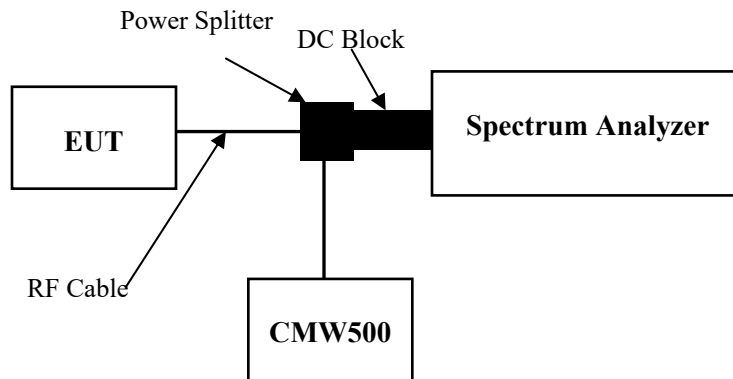 Power Splitter
DC Block
EUT
Spectrum Analyzer
RF Cable
CMW500